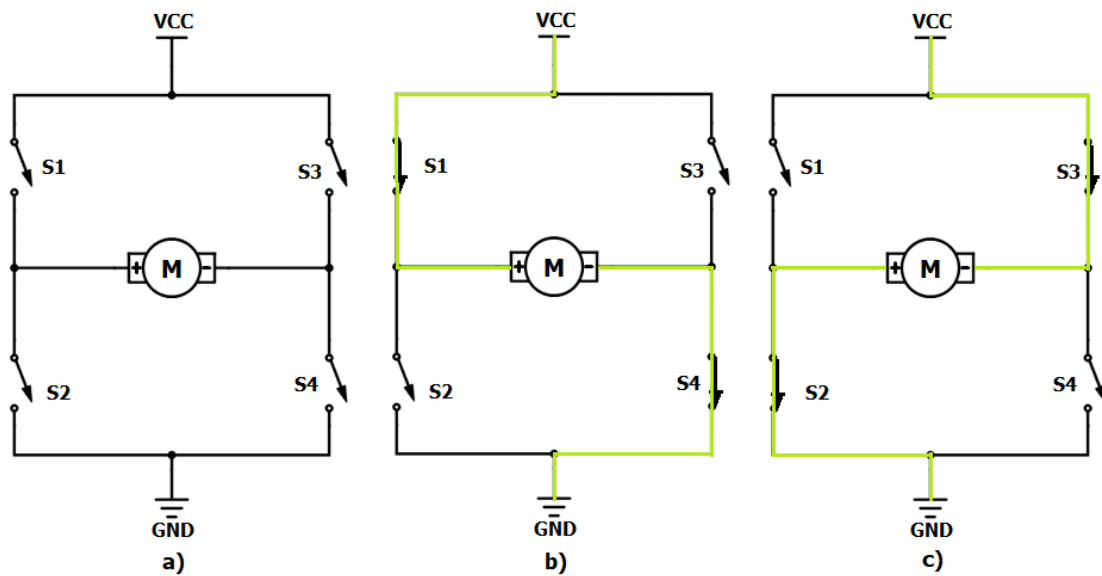 VCC
S1
S3
+ M -
S2
S4
GND
a)
VCC
S1
S3
+ M -
S2
S4
GND
b)
VCC
S1
S3
+ M -
S2
S4
GND
c)